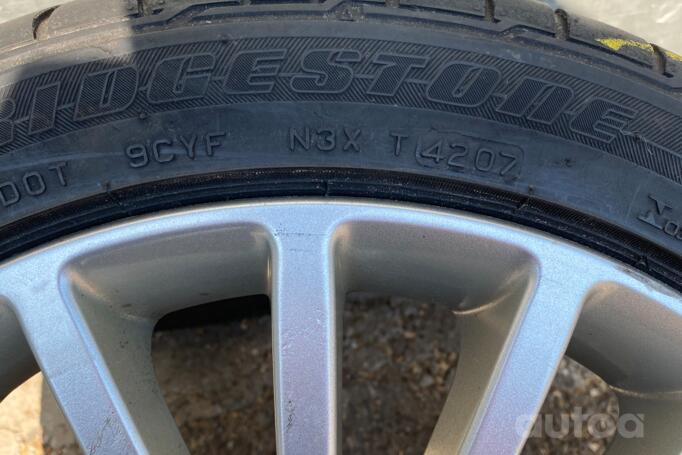 BRIDGESTONE
DOT 9CYF N3X T 4207
autoa